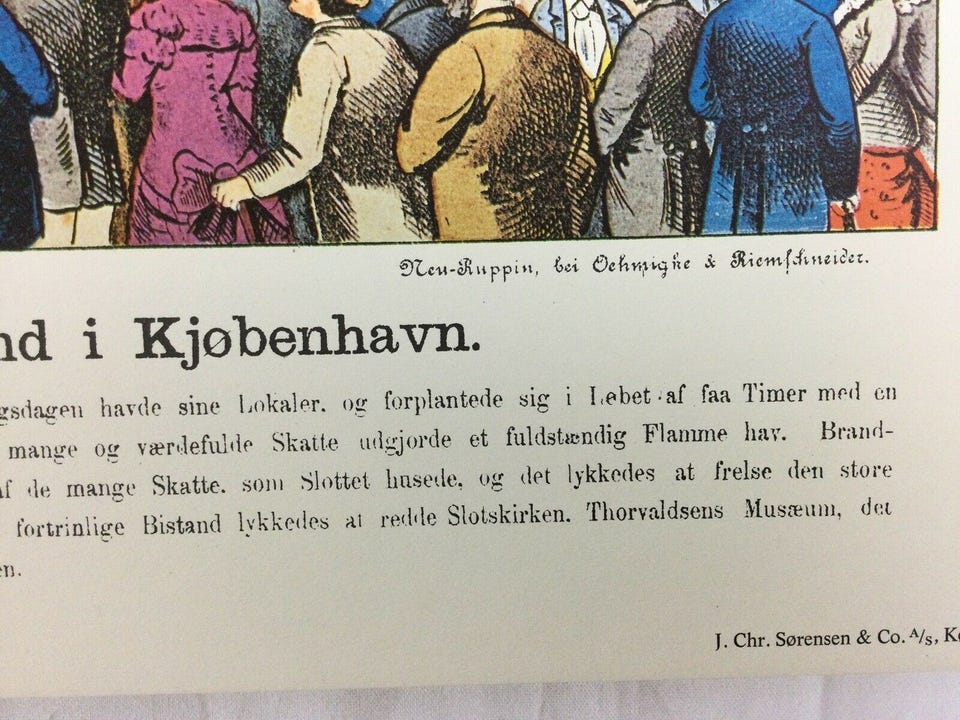 Neu-Ruppin, bei Oehmigke & Riemschneider.
nd i Kjøbenhavn.
gsdagen havde sine Lokaler. og forplantede sig i Løbet af faa Timer med en
mange og værdefulde Skatte udgjorde et fuldstændig Flamme hav. Brand-
af de mange Skatte. som Slottet husede, og det lykkedes at frelse den store
fortrinlige Bistand lykkedes at redde Slotskirken. Thorvaldsens Musæum, det
en.
J. Chr. Sørensen & Co. A/s, K